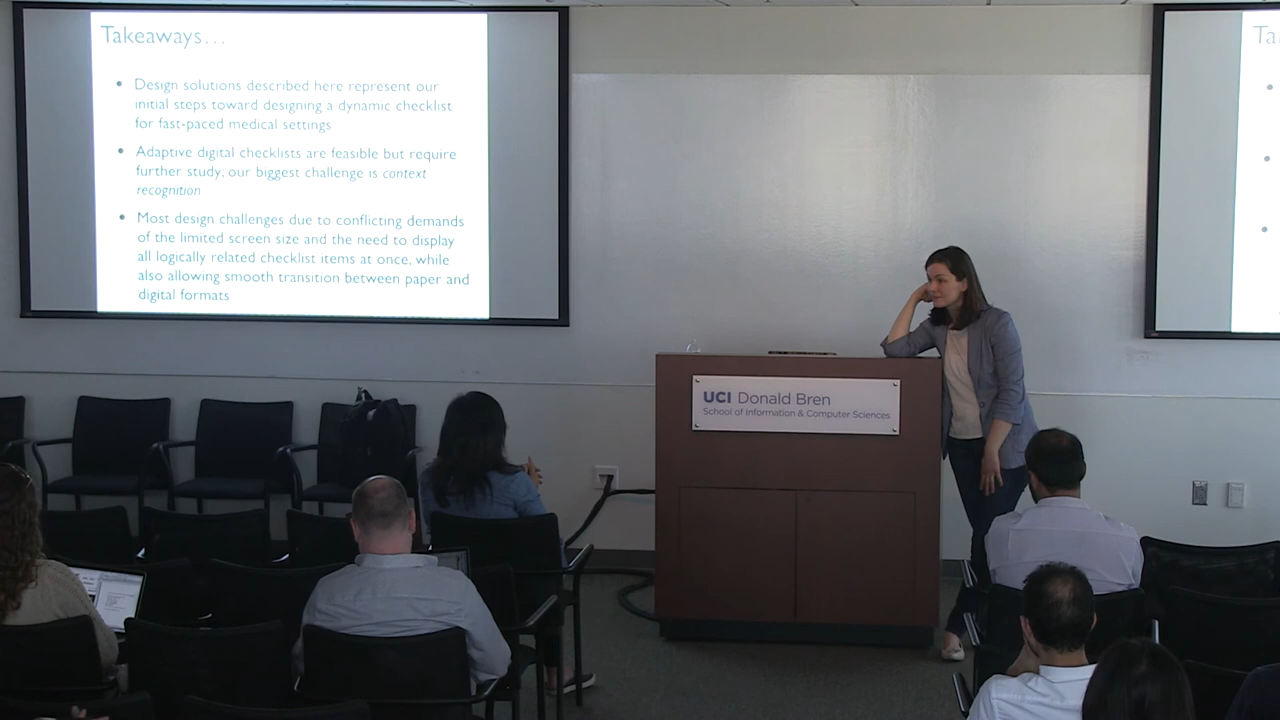 Takeaways...
• Design solutions described here represent our
initial steps toward designing a dynamic checklist
for fast-paced medical settings
• Adaptive digital checklists are feasible but require
further study; our biggest challenge is context
recognition
• Most design challenges due to conflicting demands
of the limited screen size and the need to display
all logically related checklist items at once, while
also allowing smooth transition between paper and
digital formats
Ta
UCI Donald Bren
School of Information & Computer Sciences